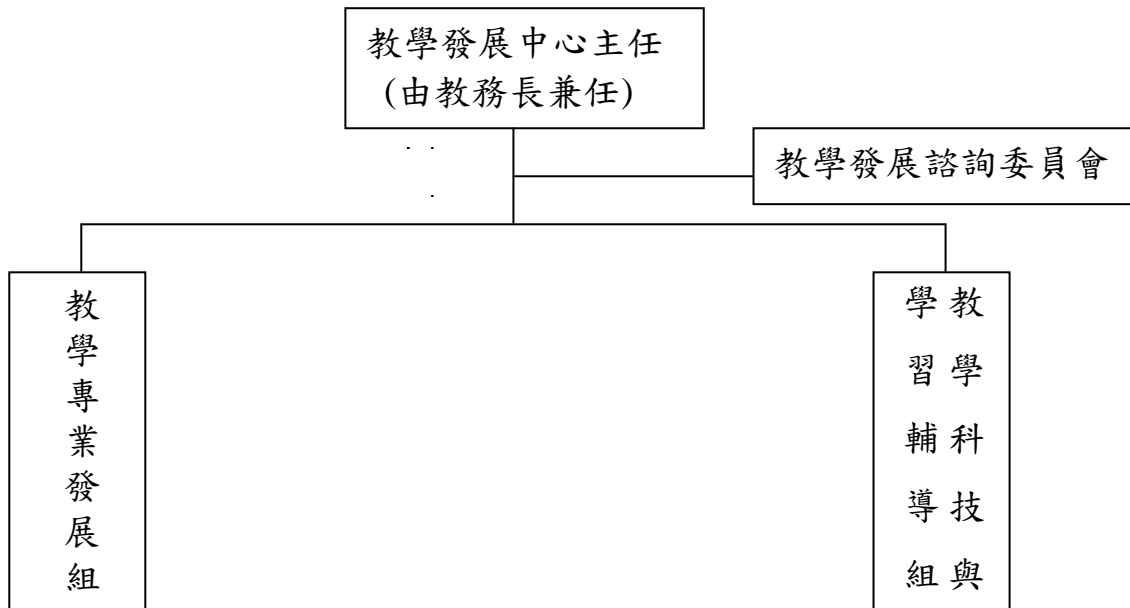 教學發展中心主任
(由教務長兼任)
教學發展諮詢委員會
教學專業發展組
教學科技與
學習輔導組